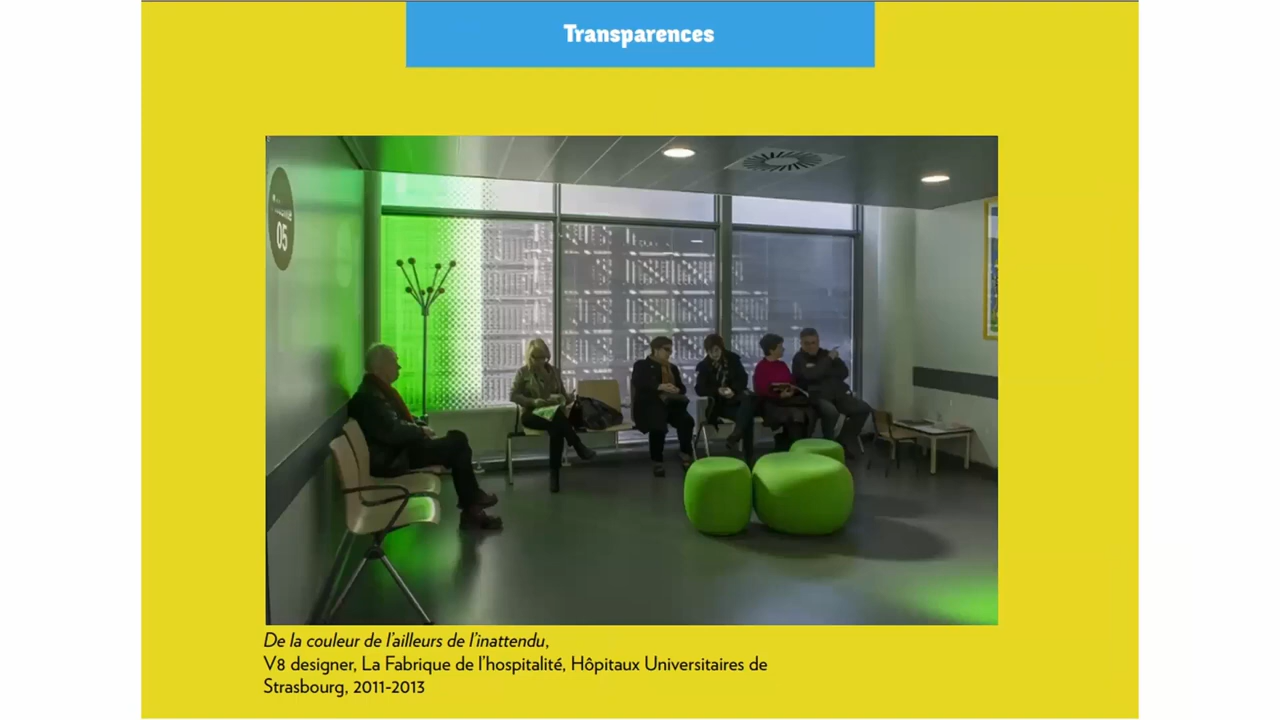 Transparences
05
De la couleur de l'ailleurs de l'inattendu,
V8 designer, La Fabrique de l'hospitalité, Hôpitaux Universitaires de
Strasbourg, 2011-2013